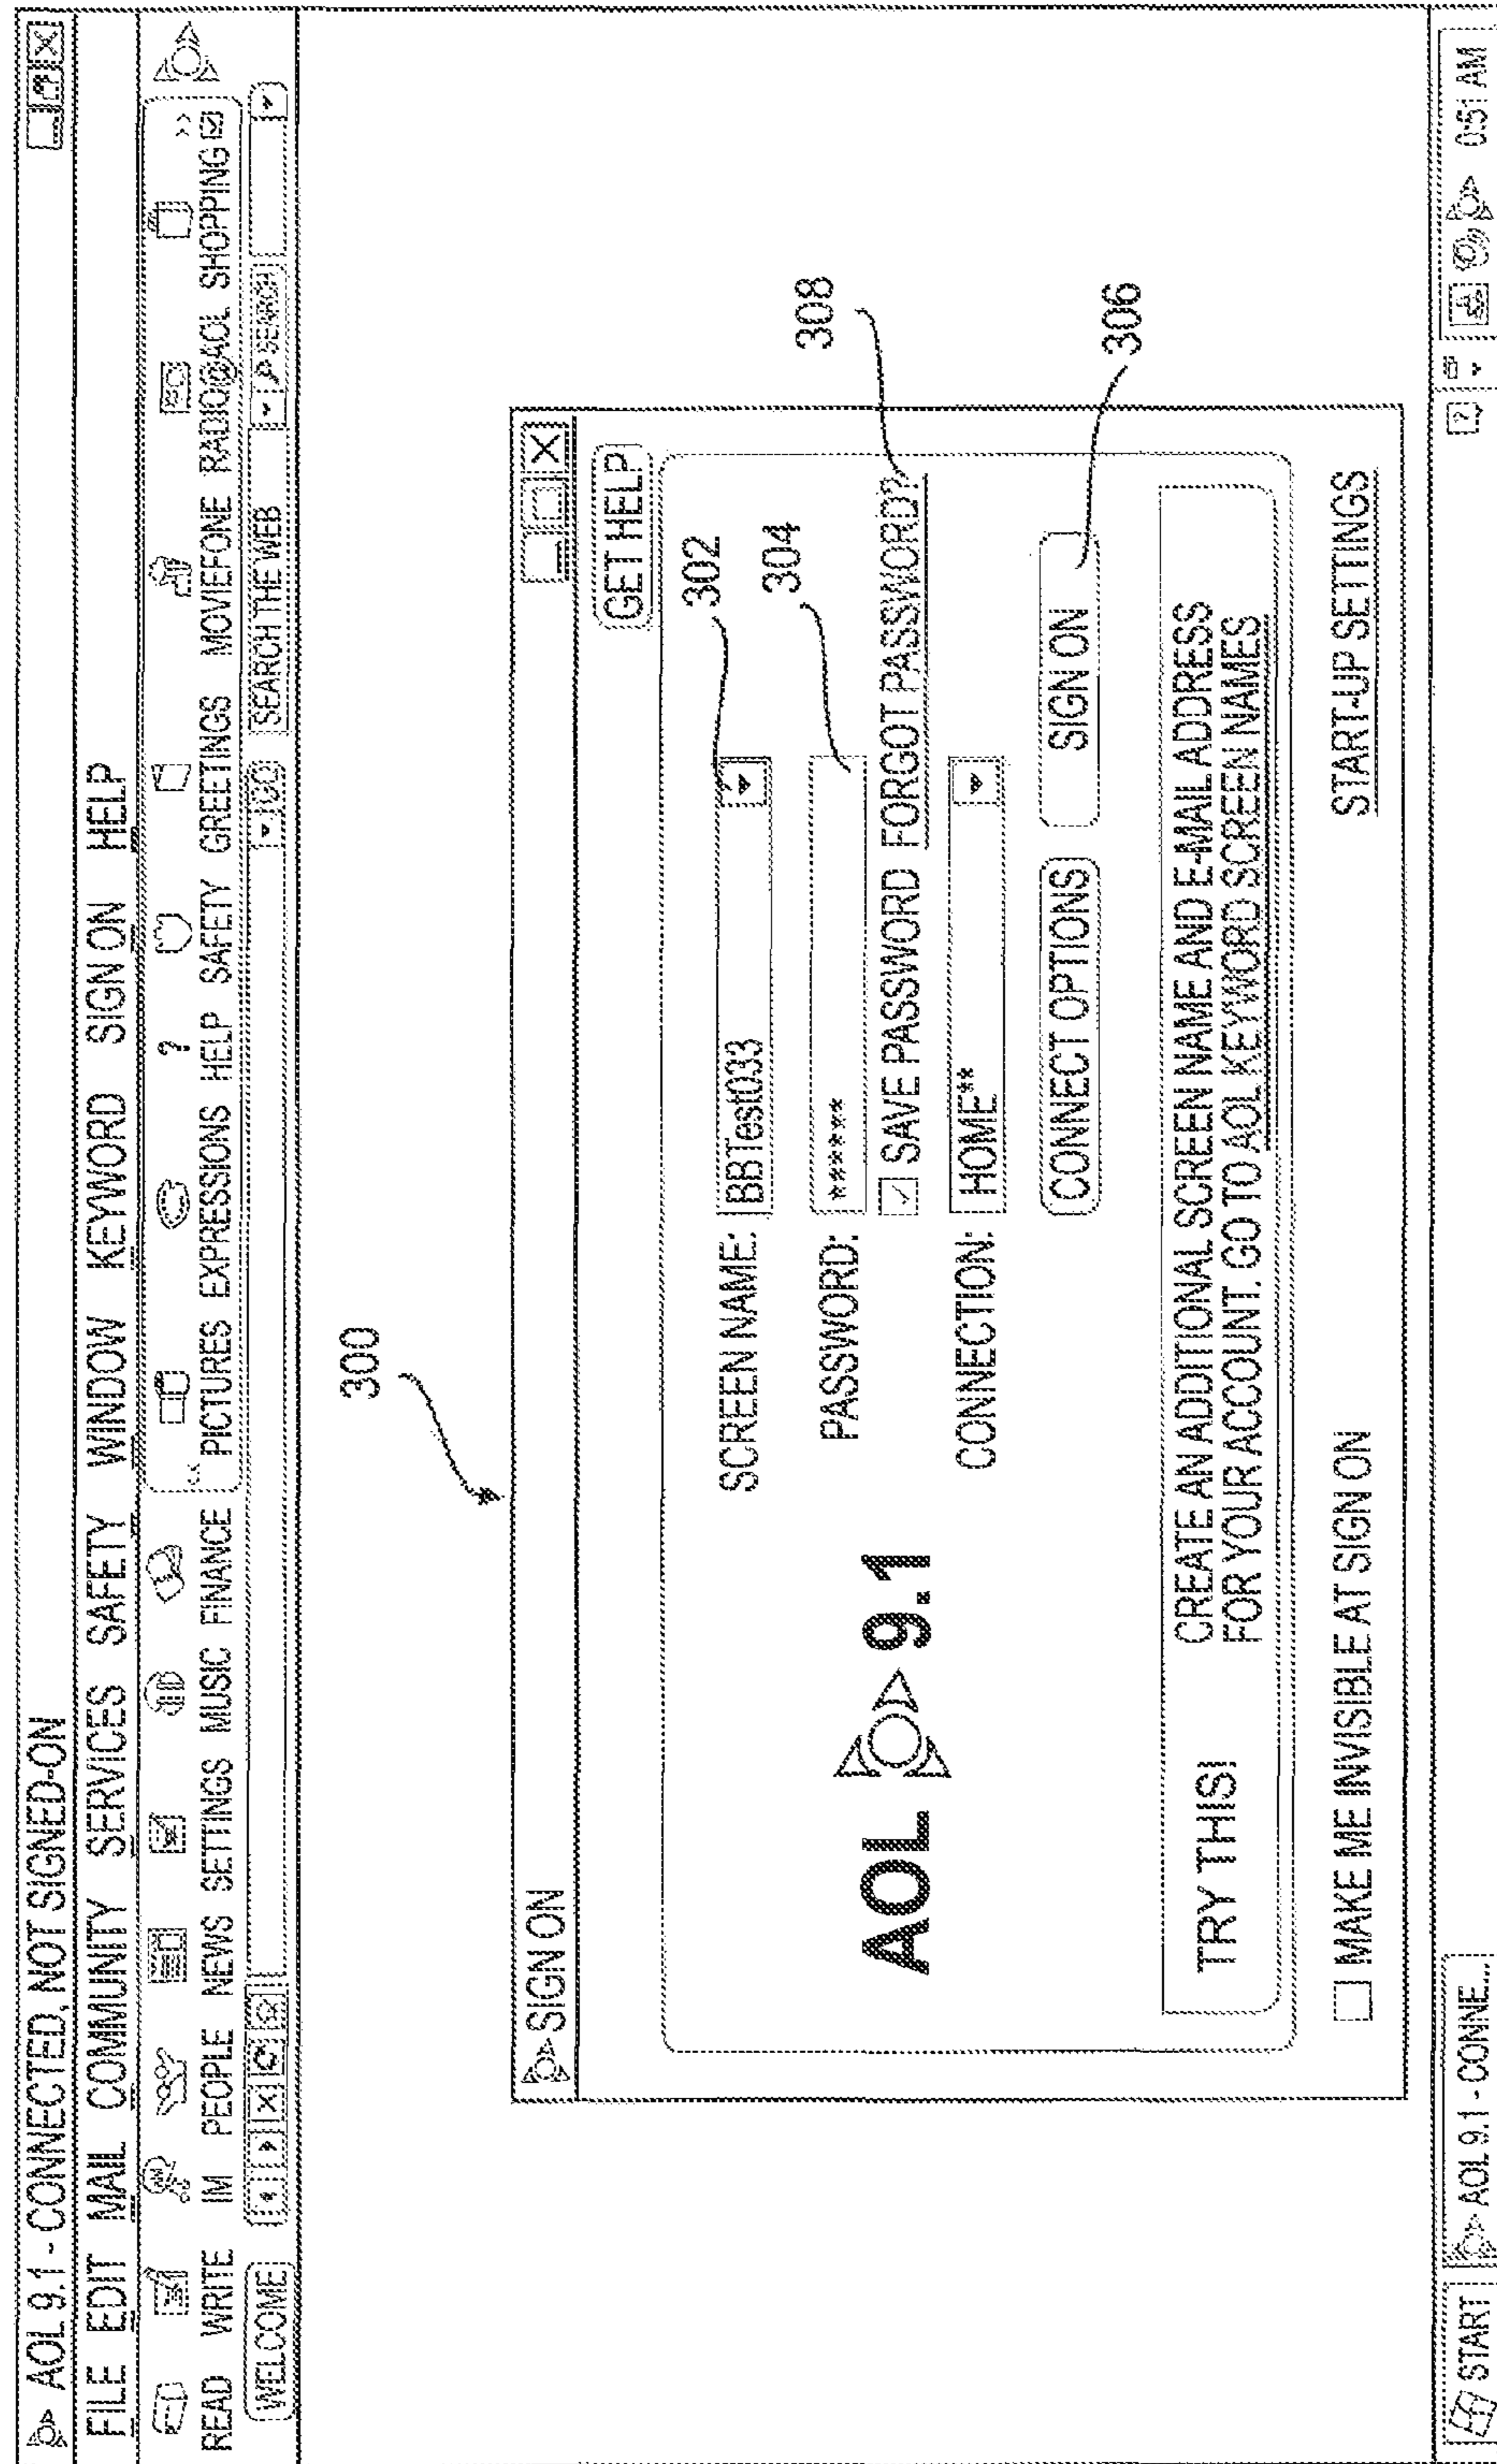 AOL 9.1 - CONNECTED, NOT SIGNED-ON
FILE EDIT MAIL COMMUNITY SERVICES SAFETY WINDOW KEYWORD SIGN ON HELP
READ WRITE IM PEOPLE NEWS SETTINGS MUSIC FINANCE PICTURES EXPRESSIONS HELP SAFETY GREETINGS MOVIEFONE RADIO@AOL SHOPPING
WELCOME GO SEARCH THE WEB SEARCH
300
SIGN ON
GET HELP
302
SCREEN NAME: BBTest033
304
PASSWORD: ******
308
SAVE PASSWORD FORGOT PASSWORD?
AOL 9.1
CONNECTION: HOME**
CONNECT OPTIONS SIGN ON
306
TRY THIS! CREATE AN ADDITIONAL SCREEN NAME AND E-MAIL ADDRESS
FOR YOUR ACCOUNT. GO TO AOL KEYWORD SCREEN NAMES
MAKE ME INVISIBLE AT SIGN ON START-UP SETTINGS
START AOL 9.1 - CONNE... 0:51 AM